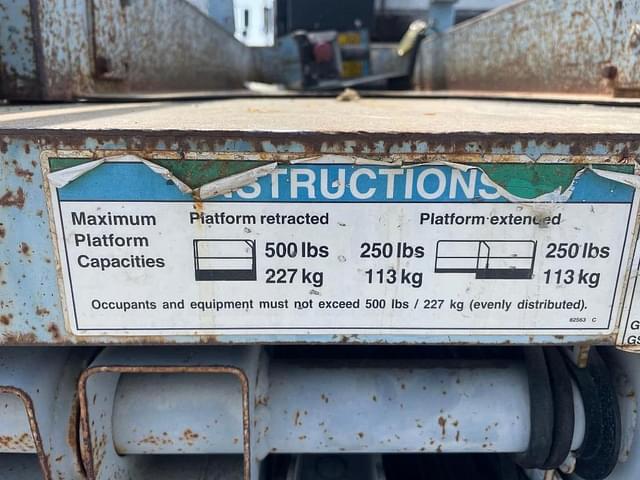 INSTRUCTIONS
Maximum Platform Capacities
Platform retracted
500 lbs
227 kg
Platform extended
250 lbs
113 kg
250 lbs
113 kg
Occupants and equipment must not exceed 500 lbs / 227 kg (evenly distributed).
82563 C
G
GS